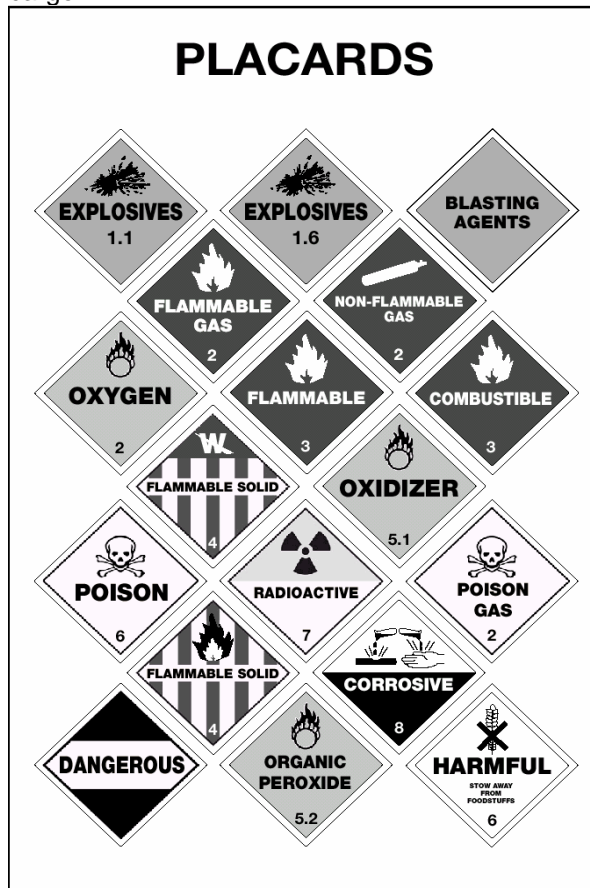 PLACARDS
EXPLOSIVES
1.1
EXPLOSIVES
1.6
BLASTING
AGENTS
FLAMMABLE
GAS
2
NON-FLAMMABLE
GAS
2
OXYGEN
2
FLAMMABLE
3
COMBUSTIBLE
3
W
FLAMMABLE SOLID
4
OXIDIZER
5.1
POISON
6
RADIOACTIVE
7
POISON
GAS
2
FLAMMABLE SOLID
4
CORROSIVE
8
DANGEROUS
ORGANIC
PEROXIDE
5.2
HARMFUL
STOW AWAY
FROM
FOODSTUFFS
6